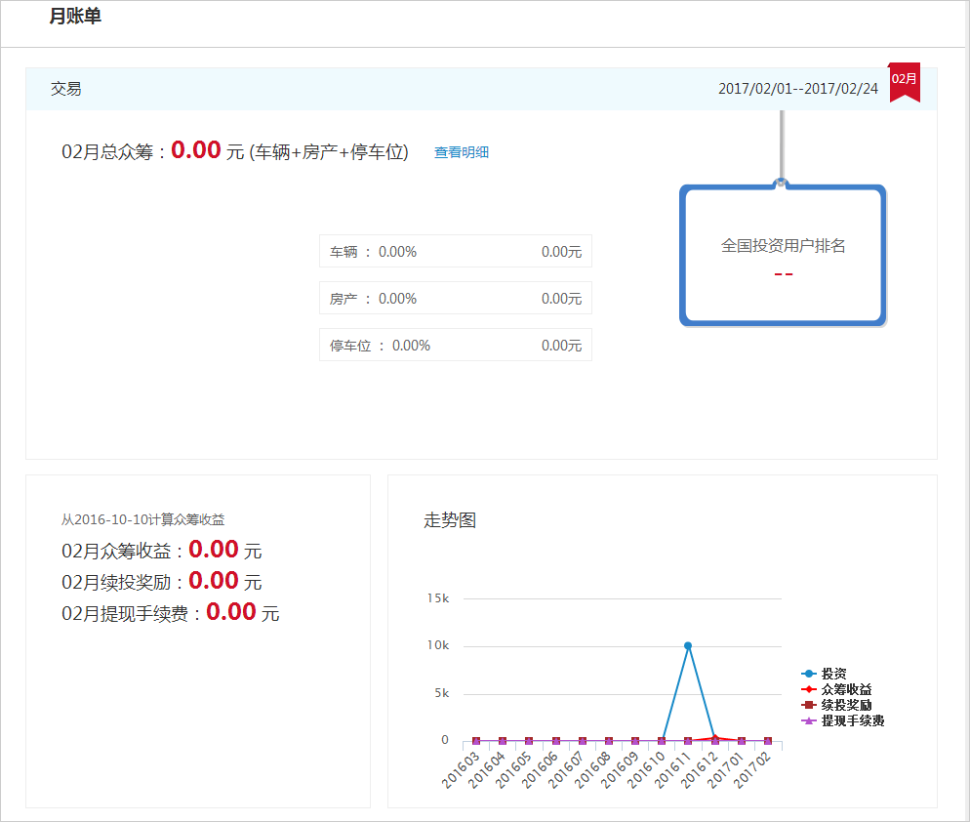 月账单
交易
2017/02/01--2017/02/24
02月
02月总众筹：0.00 元 (车辆+房产+停车位) 查看明细
车辆 ： 0.00% 0.00元
房产 ： 0.00% 0.00元
停车位 ： 0.00% 0.00元
全国投资用户排名
--
从2016-10-10计算众筹收益
02月众筹收益：0.00 元
02月续投奖励：0.00 元
02月提现手续费：0.00 元
走势图
15k
10k
5k
0
201603 201604 201605 201606 201607 201608 201609 201610 201611 201612 201701 201702
投资
众筹收益
续投奖励
提现手续费